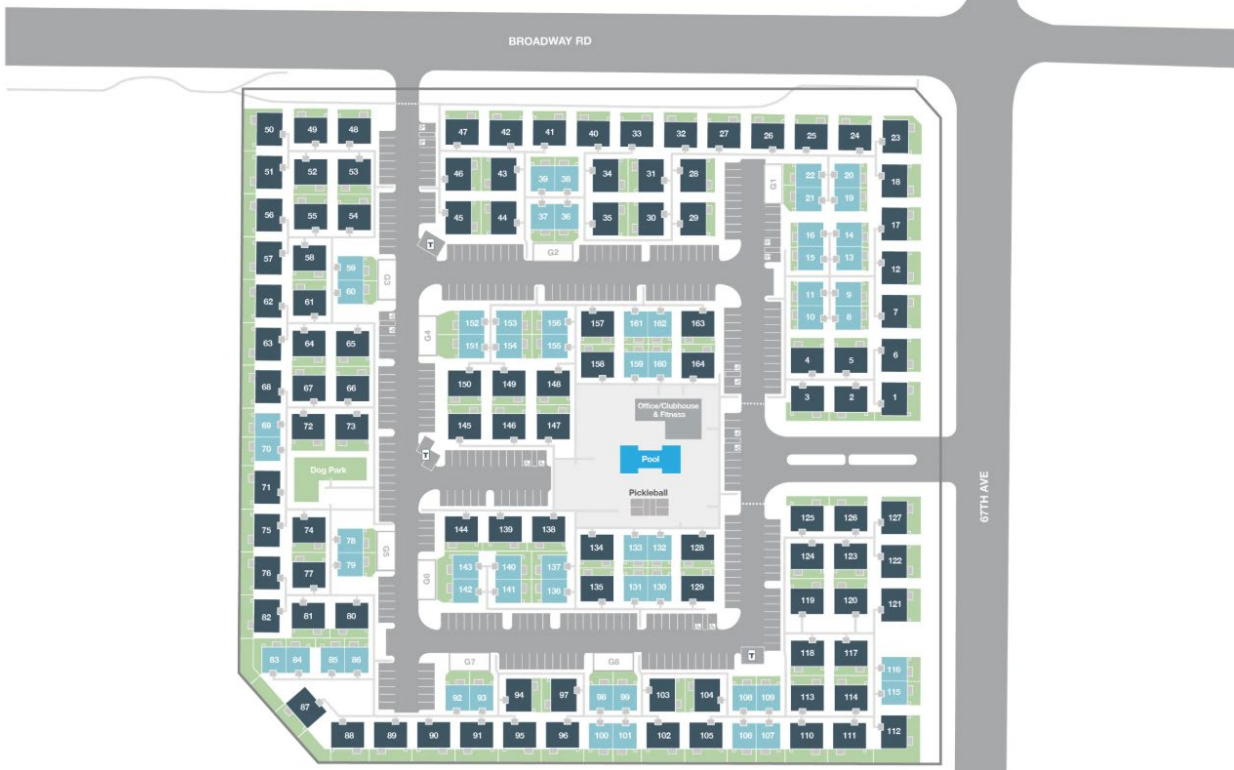 BROADWAY RD
50 49 48 47 42 41 40 33 32 27 26 25 24 23
51 52 53 46 43 39 38 34 31 28 G1 22 20 18
21 19
56 55 54 45 44 37 36 35 30 29 17
T G2
57 58 59 16 14
60 G3 15 13 12
62 61 11 9 7
10 8
63 64 65 G4 152 153 156 157 161 162 163
151 154 155 158 159 160 164 4 5 6
68 67 66 150 149 148 3 2 1
Office/Clubhouse
& Fitness
69 72 73 145 146 147
70
T Pool
Dog Park
71 Pickleball
67TH AVE
75 74 78 144 139 138 134 133 132 128 125 126 127
79 G5
76 77 G6 143 140 137 135 131 130 129 124 123 122
142 141 136
82 81 80 119 120 121
83 84 85 86 G7 G8 T 118 117 116
115
87 92 93 94 97 98 99 103 104 108 109 113 114
88 89 90 91 95 96 100 101 102 105 106 107 110 111 112